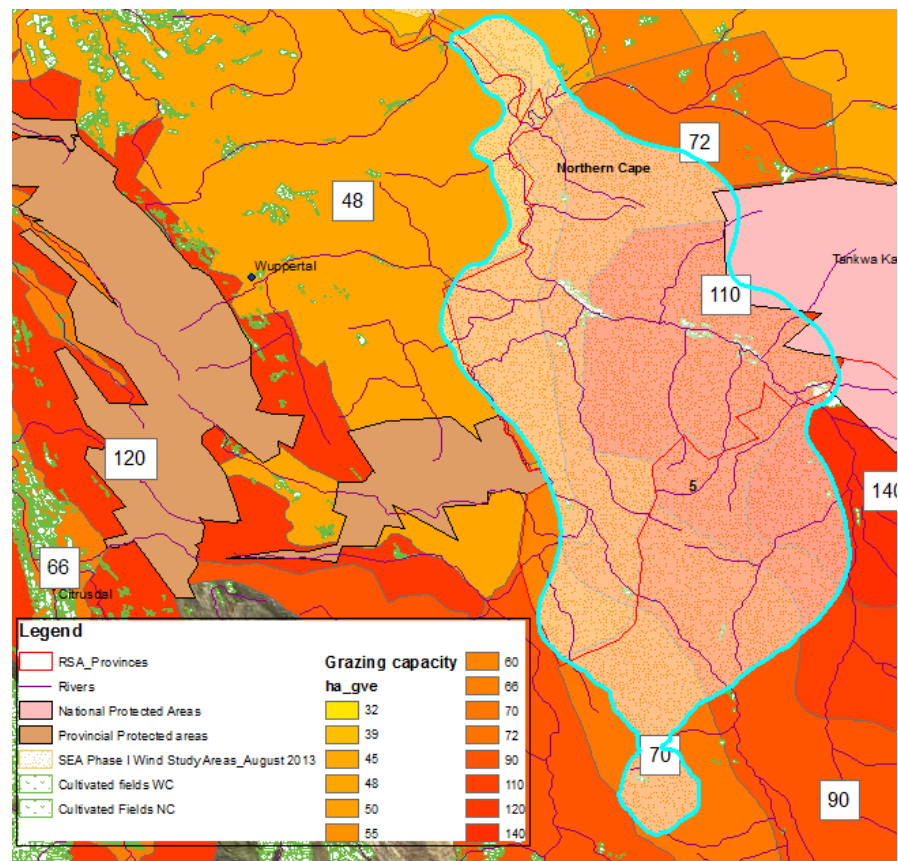 72
Northern Cape
48
Tankwa Ka
Wuppertal
110
120
5
140
66
Citrusdal
70
90
Legend
RSA_Provinces
Rivers
National Protected Areas
Provincial Protected areas
SEA Phase I Wind Study Areas_August 2013
Cultivated fields WC
Cultivated Fields NC
Grazing capacity
ha_gve
32
39
45
48
50
55
60
66
70
72
90
110
120
140